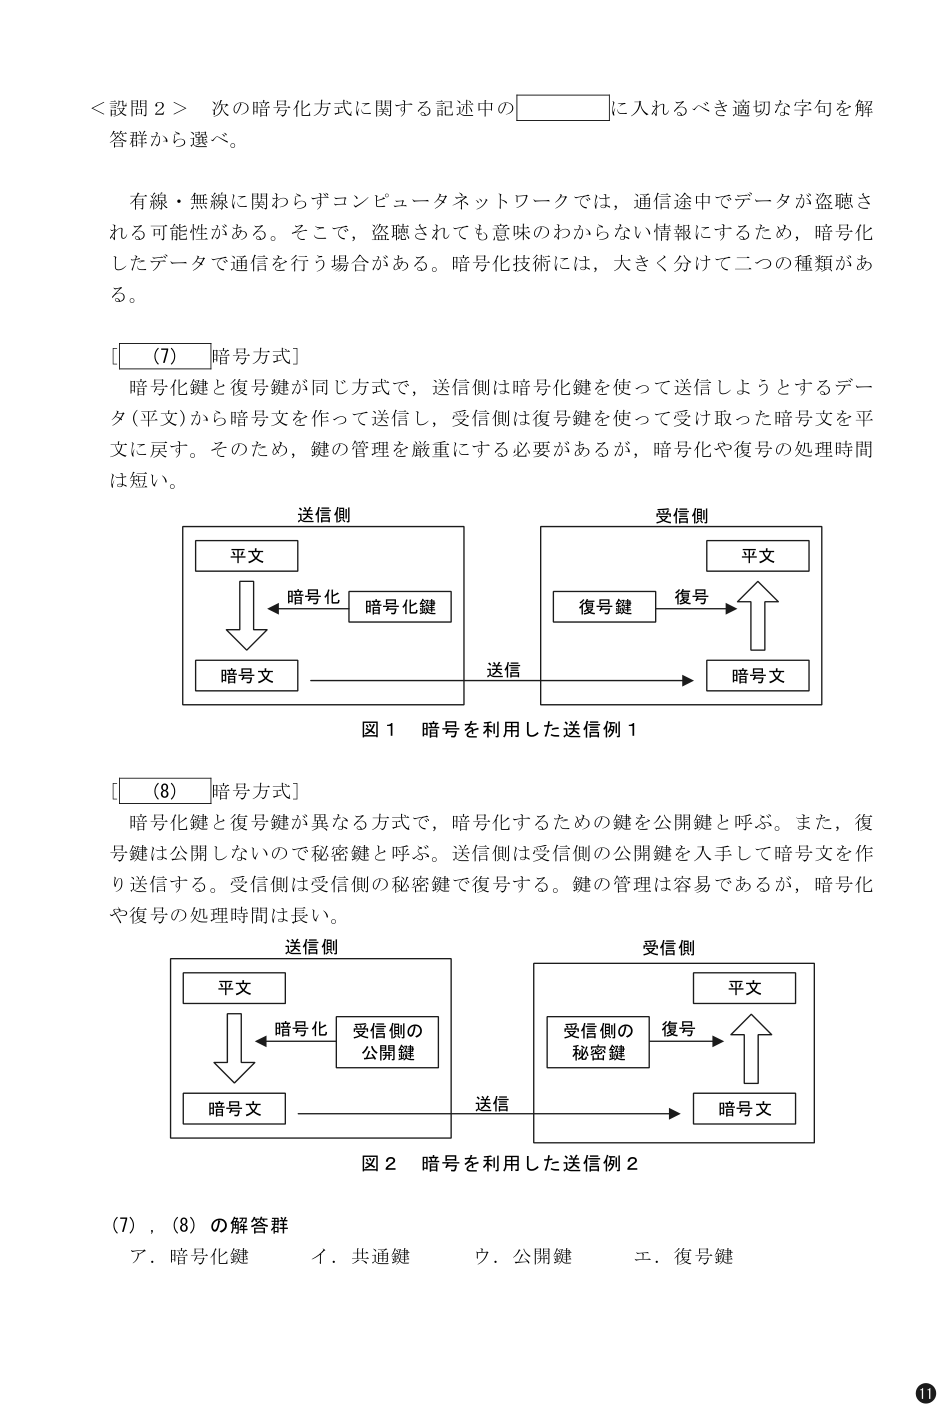 ＜設問２＞　次の暗号化方式に関する記述中の　　　　に入れるべき適切な字句を解
答群から選べ。
有線・無線に関わらずコンピュータネットワークでは，通信途中でデータが盗聴さ
れる可能性がある。そこで，盗聴されても意味のわからない情報にするため，暗号化
したデータで通信を行う場合がある。暗号化技術には，大きく分けて二つの種類があ
る。
［ (7) 暗号方式］
暗号化鍵と復号鍵が同じ方式で，送信側は暗号化鍵を使って送信しようとするデー
タ(平文)から暗号文を作って送信し，受信側は復号鍵を使って受け取った暗号文を平
文に戻す。そのため，鍵の管理を厳重にする必要があるが，暗号化や復号の処理時間
は短い。
送信側　受信側
平文　平文
暗号化　暗号化鍵　復号鍵　復号
暗号文　送信　暗号文
図１　暗号を利用した送信例１
［ (8) 暗号方式］
暗号化鍵と復号鍵が異なる方式で，暗号化するための鍵を公開鍵と呼ぶ。また，復
号鍵は公開しないので秘密鍵と呼ぶ。送信側は受信側の公開鍵を入手して暗号文を作
り送信する。受信側は受信側の秘密鍵で復号する。鍵の管理は容易であるが，暗号化
や復号の処理時間は長い。
送信側　受信側
平文　平文
暗号化　受信側の　受信側の　復号
公開鍵　秘密鍵
暗号文　送信　暗号文
図２　暗号を利用した送信例２
(7)，(8) の解答群
ア．暗号化鍵　イ．共通鍵　ウ．公開鍵　エ．復号鍵
11